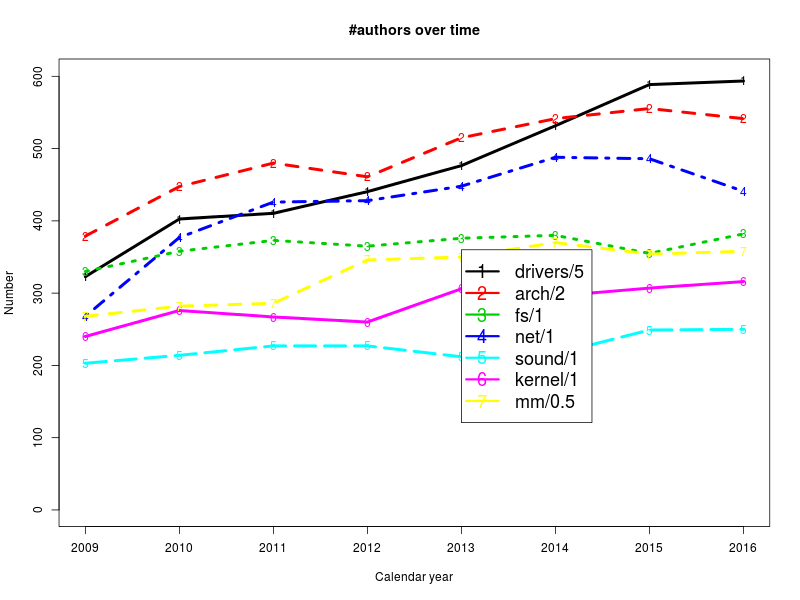 #authors over time
600
500
400
300
200
100
0
Number
1 drivers/5
2 arch/2
3 fs/1
4 net/1
5 sound/1
6 kernel/1
7 mm/0.5
2009 2010 2011 2012 2013 2014 2015 2016
Calendar year